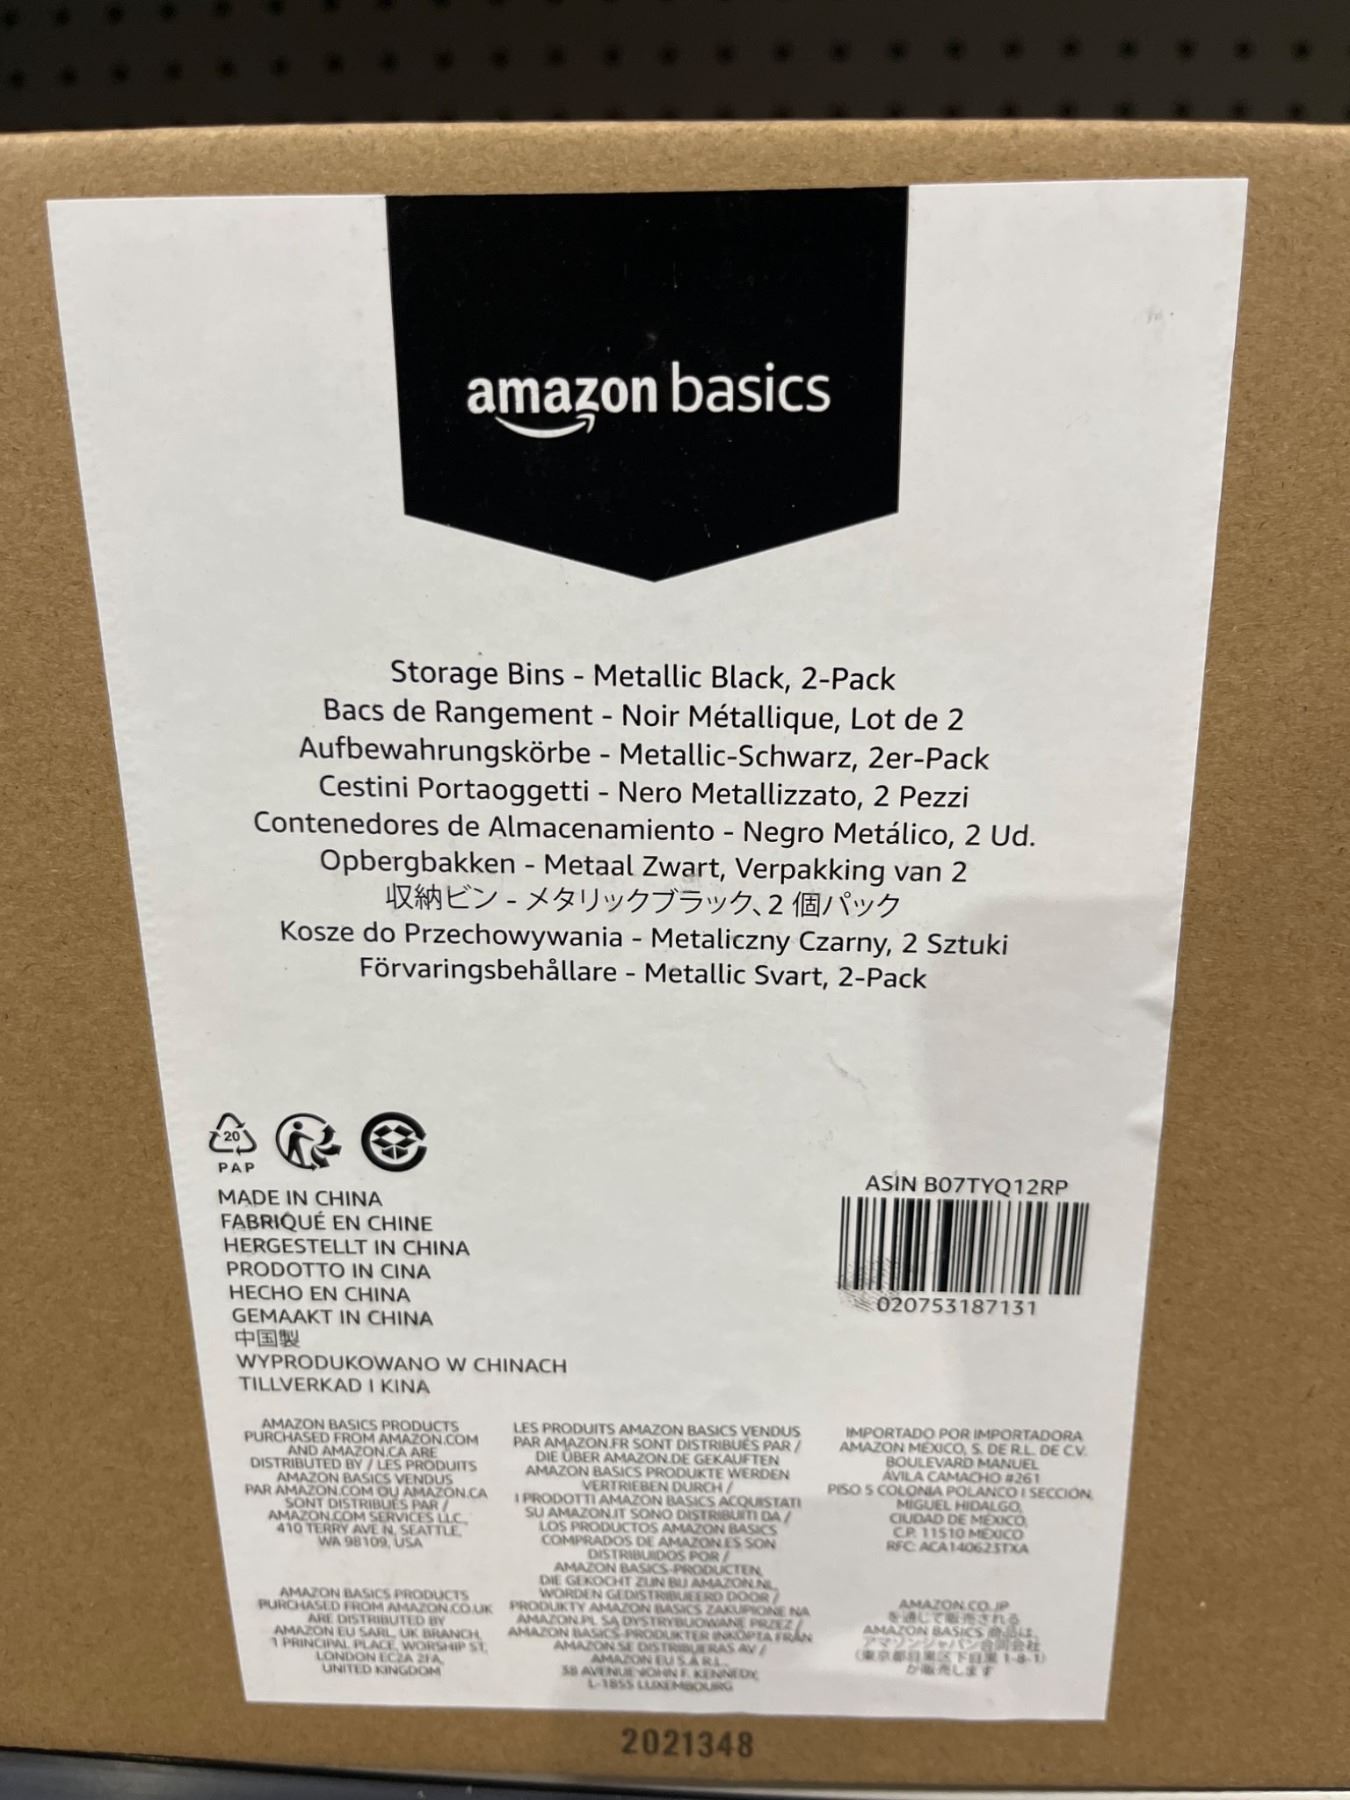 amazon basics
Storage Bins - Metallic Black, 2-Pack
Bacs de Rangement - Noir Métallique, Lot de 2
Aufbewahrungskörbe - Metallic-Schwarz, 2er-Pack
Cestini Portaoggetti - Nero Metallizzato, 2 Pezzi
Contenedores de Almacenamiento - Negro Metálico, 2 Ud.
Opbergbakken - Metaal Zwart, Verpakking van 2
収納ビン - メタリックブラック、2 個パック
Kosze do Przechowywania - Metaliczny Czarny, 2 Sztuki
Förvaringsbehållare - Metallic Svart, 2-Pack
20
PAP
MADE IN CHINA
FABRIQUÉ EN CHINE
HERGESTELLT IN CHINA
PRODOTTO IN CINA
HECHO EN CHINA
GEMAAKT IN CHINA
中国製
WYPRODUKOWANO W CHINACH
TILLVERKAD I KINA
ASIN B07TYQ12RP
020753187131
AMAZON BASICS PRODUCTS
PURCHASED FROM AMAZON.COM
AND AMAZON.CA ARE
DISTRIBUTED BY / LES PRODUITS
AMAZON BASICS VENDUS
PAR AMAZON.COM OU AMAZON.CA
SONT DISTRIBUÉS PAR /
AMAZON.COM SERVICES LLC.,
410 TERRY AVE N, SEATTLE,
WA 98109, USA
AMAZON BASICS PRODUCTS
PURCHASED FROM AMAZON.CO.UK
ARE DISTRIBUTED BY
AMAZON EU SARL, UK BRANCH,
1 PRINCIPAL PLACE, WORSHIP ST,
LONDON EC2A 2FA,
UNITED KINGDOM
LES PRODUITS AMAZON BASICS VENDUS
PAR AMAZON.FR SONT DISTRIBUÉS PAR /
DIE ÜBER AMAZON.DE GEKAUFTEN
AMAZON BASICS PRODUKTE WERDEN
VERTRIEBEN DURCH /
I PRODOTTI AMAZON BASICS ACQUISTATI
SU AMAZON.IT SONO DISTRIBUITI DA /
LOS PRODUCTOS AMAZON BASICS
COMPRADOS DE AMAZON.ES SON
DISTRIBUIDOS POR /
AMAZON BASICS-PRODUCTEN,
DIE GEKOCHT ZIJN BIJ AMAZON.NL,
WORDEN GEDISTRIBUEERD DOOR /
PRODUKTY AMAZON BASICS ZAKUPIONE NA
AMAZON.PL SĄ DYSTRYBUOWANE PRZEZ /
AMAZON BASICS-PRODUKTER INKÖPTA FRÅN
AMAZON.SE DISTRIBUERAS AV /
AMAZON EU S.À R.L.,
38 AVENUE JOHN F. KENNEDY,
L-1855 LUXEMBOURG
IMPORTADO POR IMPORTADORA
AMAZON MÉXICO, S. DE R.L. DE C.V.
BOULEVARD MANUEL
ÁVILA CAMACHO #261
PISO 5 COLONIA POLANCO I SECCIÓN,
MIGUEL HIDALGO,
CIUDAD DE MÉXICO,
C.P. 11510 MÉXICO
RFC: ACA140623TXA
AMAZON.CO.JP
を通じて販売される
AMAZON BASICS 商品は、
アマゾンジャパン合同会社
(東京都目黒区下目黒 1-8-1)
が販売します
2021348